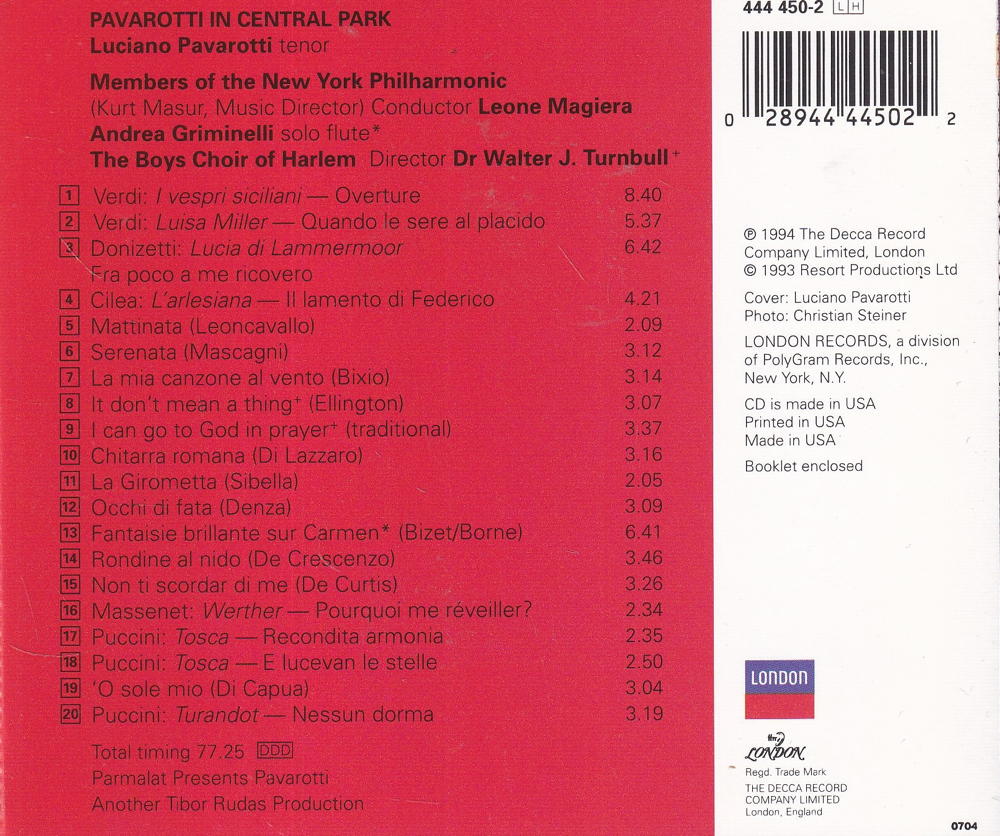 PAVAROTTI IN CENTRAL PARK
Luciano Pavarotti tenor
Members of the New York Philharmonic
(Kurt Masur, Music Director) Conductor Leone Magiera
Andrea Griminelli solo flute*
The Boys Choir of Harlem Director Dr Walter J. Turnbull+
1 Verdi: I vespri siciliani — Overture 8.40
2 Verdi: Luisa Miller — Quando le sere al placido 5.37
3 Donizetti: Lucia di Lammermoor 6.42
Fra poco a me ricovero
4 Cilea: L'arlesiana — Il lamento di Federico 4.21
5 Mattinata (Leoncavallo) 2.09
6 Serenata (Mascagni) 3.12
7 La mia canzone al vento (Bixio) 3.14
8 It don't mean a thing+ (Ellington) 3.07
9 I can go to God in prayer+ (traditional) 3.37
10 Chitarra romana (Di Lazzaro) 3.16
11 La Girometta (Sibella) 2.05
12 Occhi di fata (Denza) 3.09
13 Fantaisie brillante sur Carmen* (Bizet/Borne) 6.41
14 Rondine al nido (De Crescenzo) 3.46
15 Non ti scordar di me (De Curtis) 3.26
16 Massenet: Werther — Pourquoi me réveiller? 2.34
17 Puccini: Tosca — Recondita armonia 2.35
18 Puccini: Tosca — E lucevan le stelle 2.50
19 'O sole mio (Di Capua) 3.04
20 Puccini: Turandot — Nessun dorma 3.19
Total timing 77.25 DDD
Parmalat Presents Pavarotti
Another Tibor Rudas Production
444 450-2 LH
0 28944 44502 2
℗ 1994 The Decca Record
Company Limited, London
© 1993 Resort Productions Ltd
Cover: Luciano Pavarotti
Photo: Christian Steiner
LONDON RECORDS, a division
of PolyGram Records, Inc.,
New York, N.Y.
CD is made in USA
Printed in USA
Made in USA
Booklet enclosed
LONDON
LONDON
Regd. Trade Mark
THE DECCA RECORD
COMPANY LIMITED
London, England
0704